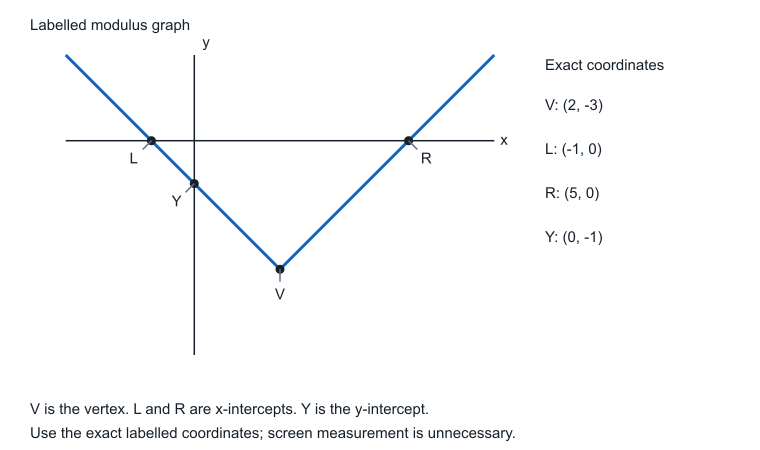 Labelled modulus graph
y
x
L
R
Y
V
Exact coordinates
V: (2, -3)
L: (-1, 0)
R: (5, 0)
Y: (0, -1)
V is the vertex. L and R are x-intercepts. Y is the y-intercept.
Use the exact labelled coordinates; screen measurement is unnecessary.